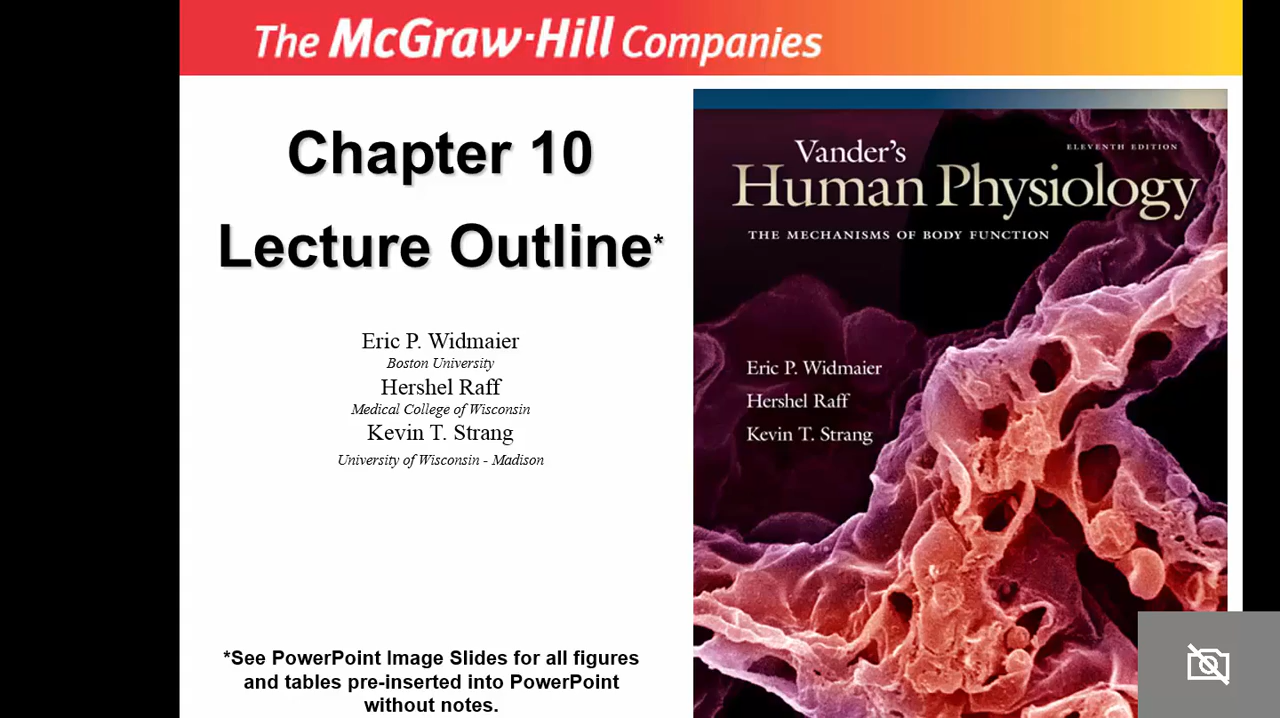 The McGraw-Hill Companies
Chapter 10
Lecture Outline*
Eric P. Widmaier
Boston University
Hershel Raff
Medical College of Wisconsin
Kevin T. Strang
University of Wisconsin - Madison
*See PowerPoint Image Slides for all figures
and tables pre-inserted into PowerPoint
without notes.
ELEVENTH EDITION
Vander's
Human Physiology
THE MECHANISMS OF BODY FUNCTION
Eric P. Widmaier
Hershel Raff
Kevin T. Strang